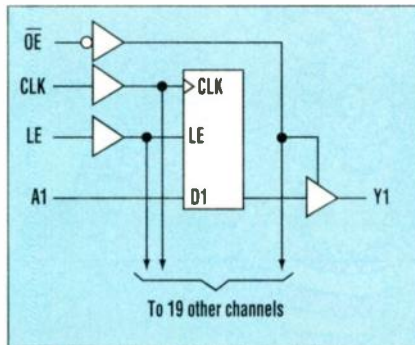 OE
CLK
CLK
LE
LE
A1
D1
Y1
To 19 other channels